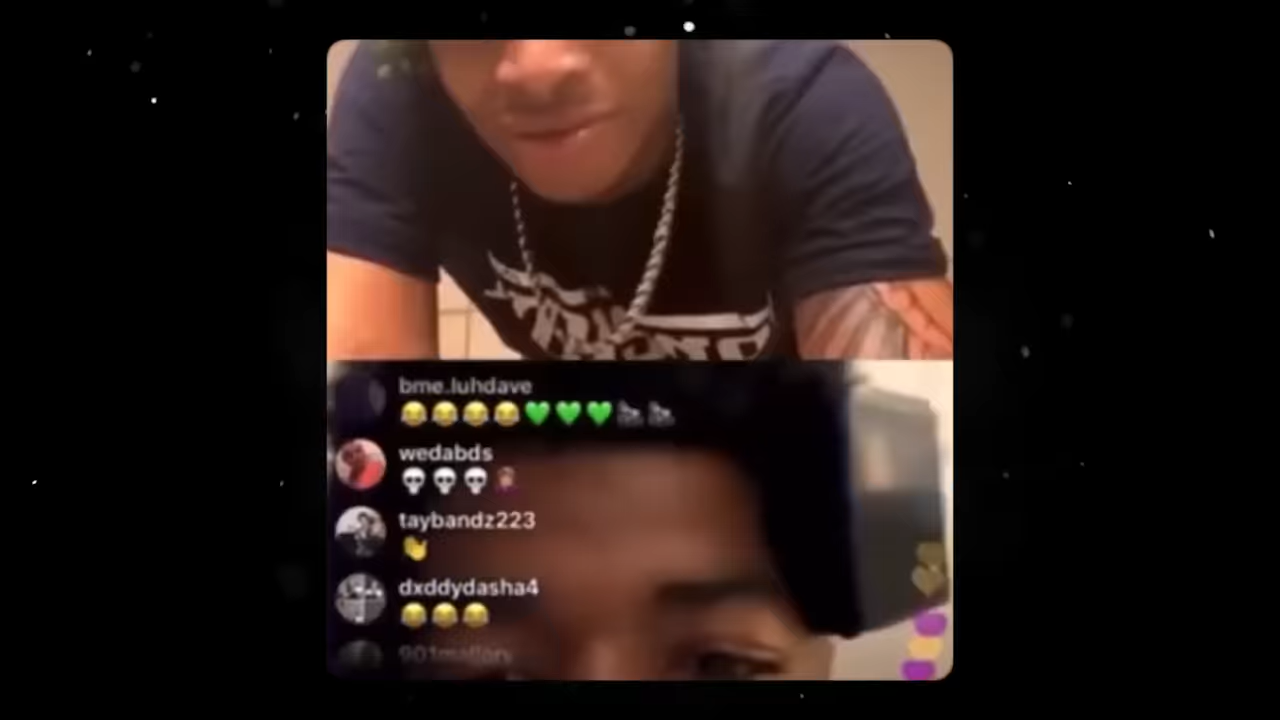 bme.luhdave
😂😂😂😂💚💚💚
wedabds
💀💀💀
taybandz223
👏
dxddydasha4
😂😂😂